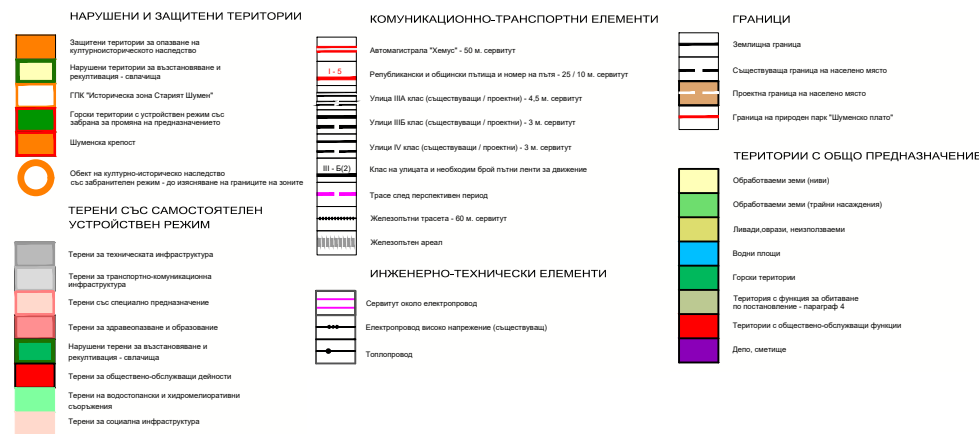 НАРУШЕНИ И ЗАЩИТЕНИ ТЕРИТОРИИ
Защитени територии за опазване на
културноисторическото наследство
Нарушени територии за възстановяване и
рекултивация - свлачища
ГПК "Историческа зона Старият Шумен"
Горски територии с устройствен режим със
забрана за промяна на предназначението
Шуменска крепост
Обект на културно-историческо наследство
със забранителен режим - до изясняване на границите на зоните
ТЕРЕНИ СЪС САМОСТОЯТЕЛЕН
УСТРОЙСТВЕН РЕЖИМ
Терени за техническата инфраструктура
Терени за транспортно-комуникационна
инфраструктура
Терени със специално предназначение
Терени за здравеопазване и образование
Нарушени терени за възстановяване и
рекултивация - свлачища
Терени за обществено-обслужващи дейности
Терени на водостопански и хидромелиоративни
съоръжения
Терени за социална инфраструктура
КОМУНИКАЦИОННО-ТРАНСПОРТНИ ЕЛЕМЕНТИ
Автомагистрала "Хемус" - 50 м. сервитут
I - 5
Републикански и общински пътища и номер на пътя - 25 / 10 м. сервитут
Улица IIIА клас (съществуващи / проектни) - 4,5 м. сервитут
Улици IIIБ клас (съществуващи / проектни) - 3 м. сервитут
Улици IV клас (съществуващи / проектни) - 3 м. сервитут
III - Б(2)
Клас на улицата и необходим брой пътни ленти за движение
Трасе след перспективен период
Железопътни трасета - 60 м. сервитут
Железопътен ареал
ИНЖЕНЕРНО-ТЕХНИЧЕСКИ ЕЛЕМЕНТИ
Сервитут около електропровод
Електропровод високо напрежение (съществуващ)
Топлопровод
ГРАНИЦИ
Землищна граница
Съществуваща граница на населено място
Проектна граница на населено място
Граница на природен парк "Шуменско плато"
ТЕРИТОРИИ С ОБЩО ПРЕДНАЗНАЧЕНИЕ
Обработваеми земи (ниви)
Обработваеми земи (трайни насаждения)
Ливади,оврази, неизползваеми
Водни площи
Горски територии
Територия с функция за обитаване
по постановление - параграф 4
Територии с обществено-обслужващи функции
Депо, сметище